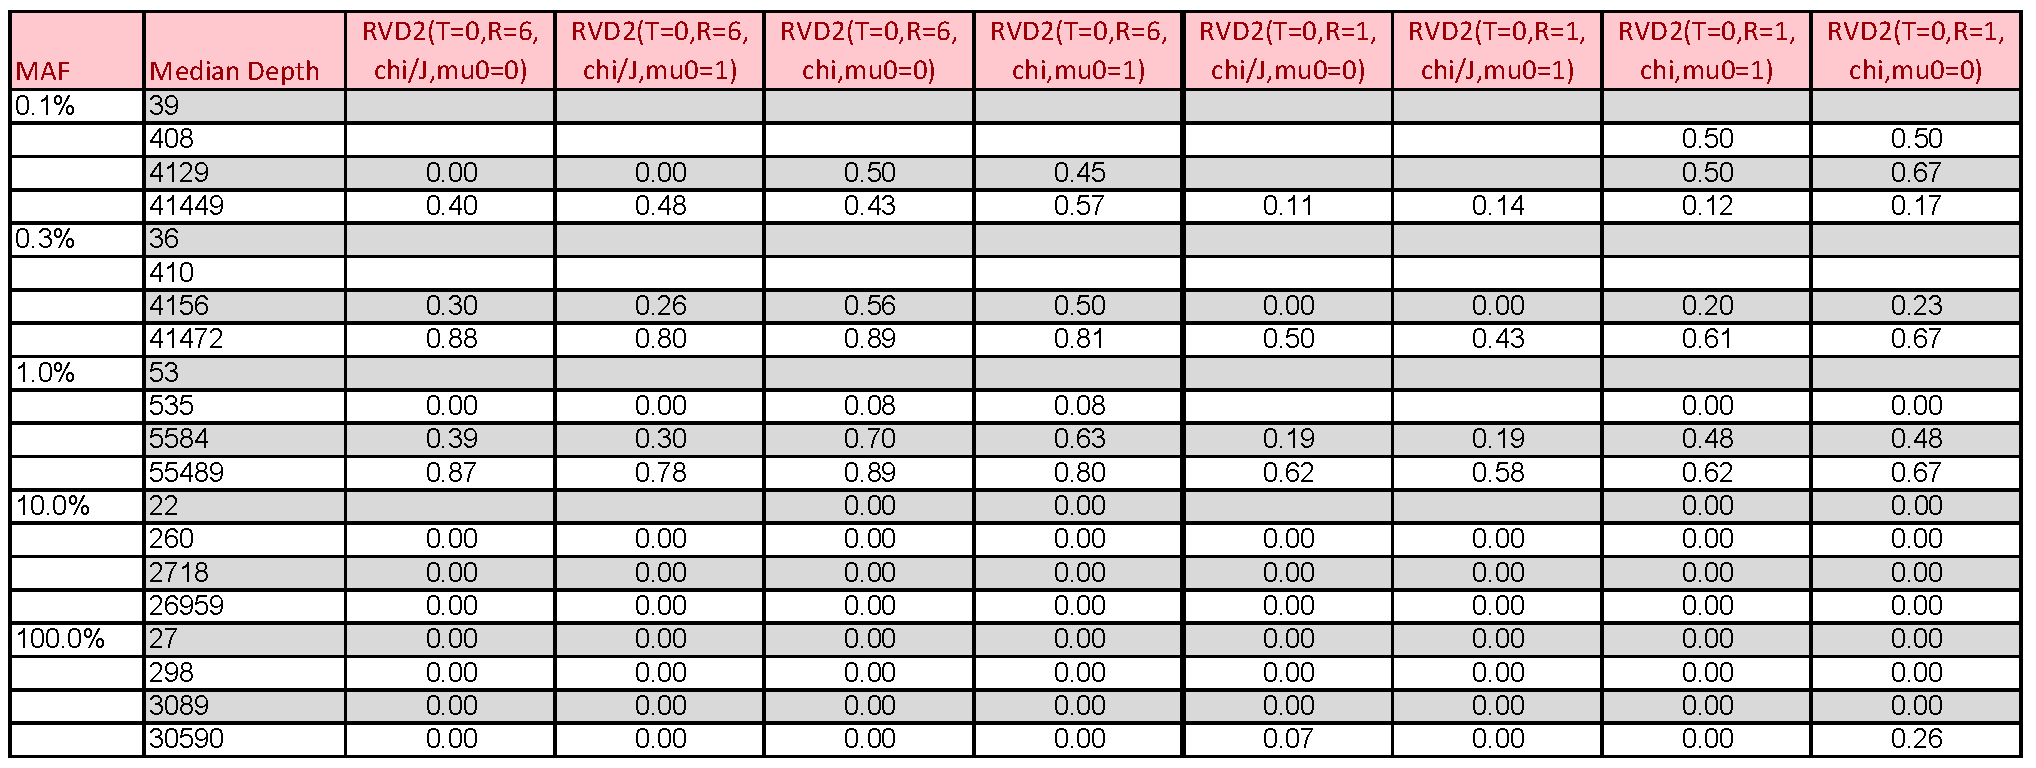 MAF Median Depth RVD2(T=0,R=6, chi/J,mu0=0) RVD2(T=0,R=6, chi/J,mu0=1) RVD2(T=0,R=6, chi,mu0=0) RVD2(T=0,R=6, chi,mu0=1) RVD2(T=0,R=1, chi/J,mu0=0) RVD2(T=0,R=1, chi/J,mu0=1) RVD2(T=0,R=1, chi,mu0=1) RVD2(T=0,R=1, chi,mu0=0)
0.1% 39
408 0.50 0.50
4129 0.00 0.00 0.50 0.45 0.50 0.67
41449 0.40 0.48 0.43 0.57 0.11 0.14 0.12 0.17
0.3% 36
410
4156 0.30 0.26 0.56 0.50 0.00 0.00 0.20 0.23
41472 0.88 0.80 0.89 0.81 0.50 0.43 0.61 0.67
1.0% 53
535 0.00 0.00 0.08 0.08 0.00 0.00
5584 0.39 0.30 0.70 0.63 0.19 0.19 0.48 0.48
55489 0.87 0.78 0.89 0.80 0.62 0.58 0.62 0.67
10.0% 22 0.00 0.00 0.00 0.00
260 0.00 0.00 0.00 0.00 0.00 0.00 0.00 0.00
2718 0.00 0.00 0.00 0.00 0.00 0.00 0.00 0.00
26959 0.00 0.00 0.00 0.00 0.00 0.00 0.00 0.00
100.0% 27 0.00 0.00 0.00 0.00 0.00 0.00 0.00 0.00
298 0.00 0.00 0.00 0.00 0.00 0.00 0.00 0.00
3089 0.00 0.00 0.00 0.00 0.00 0.00 0.00 0.00
30590 0.00 0.00 0.00 0.00 0.07 0.00 0.00 0.26